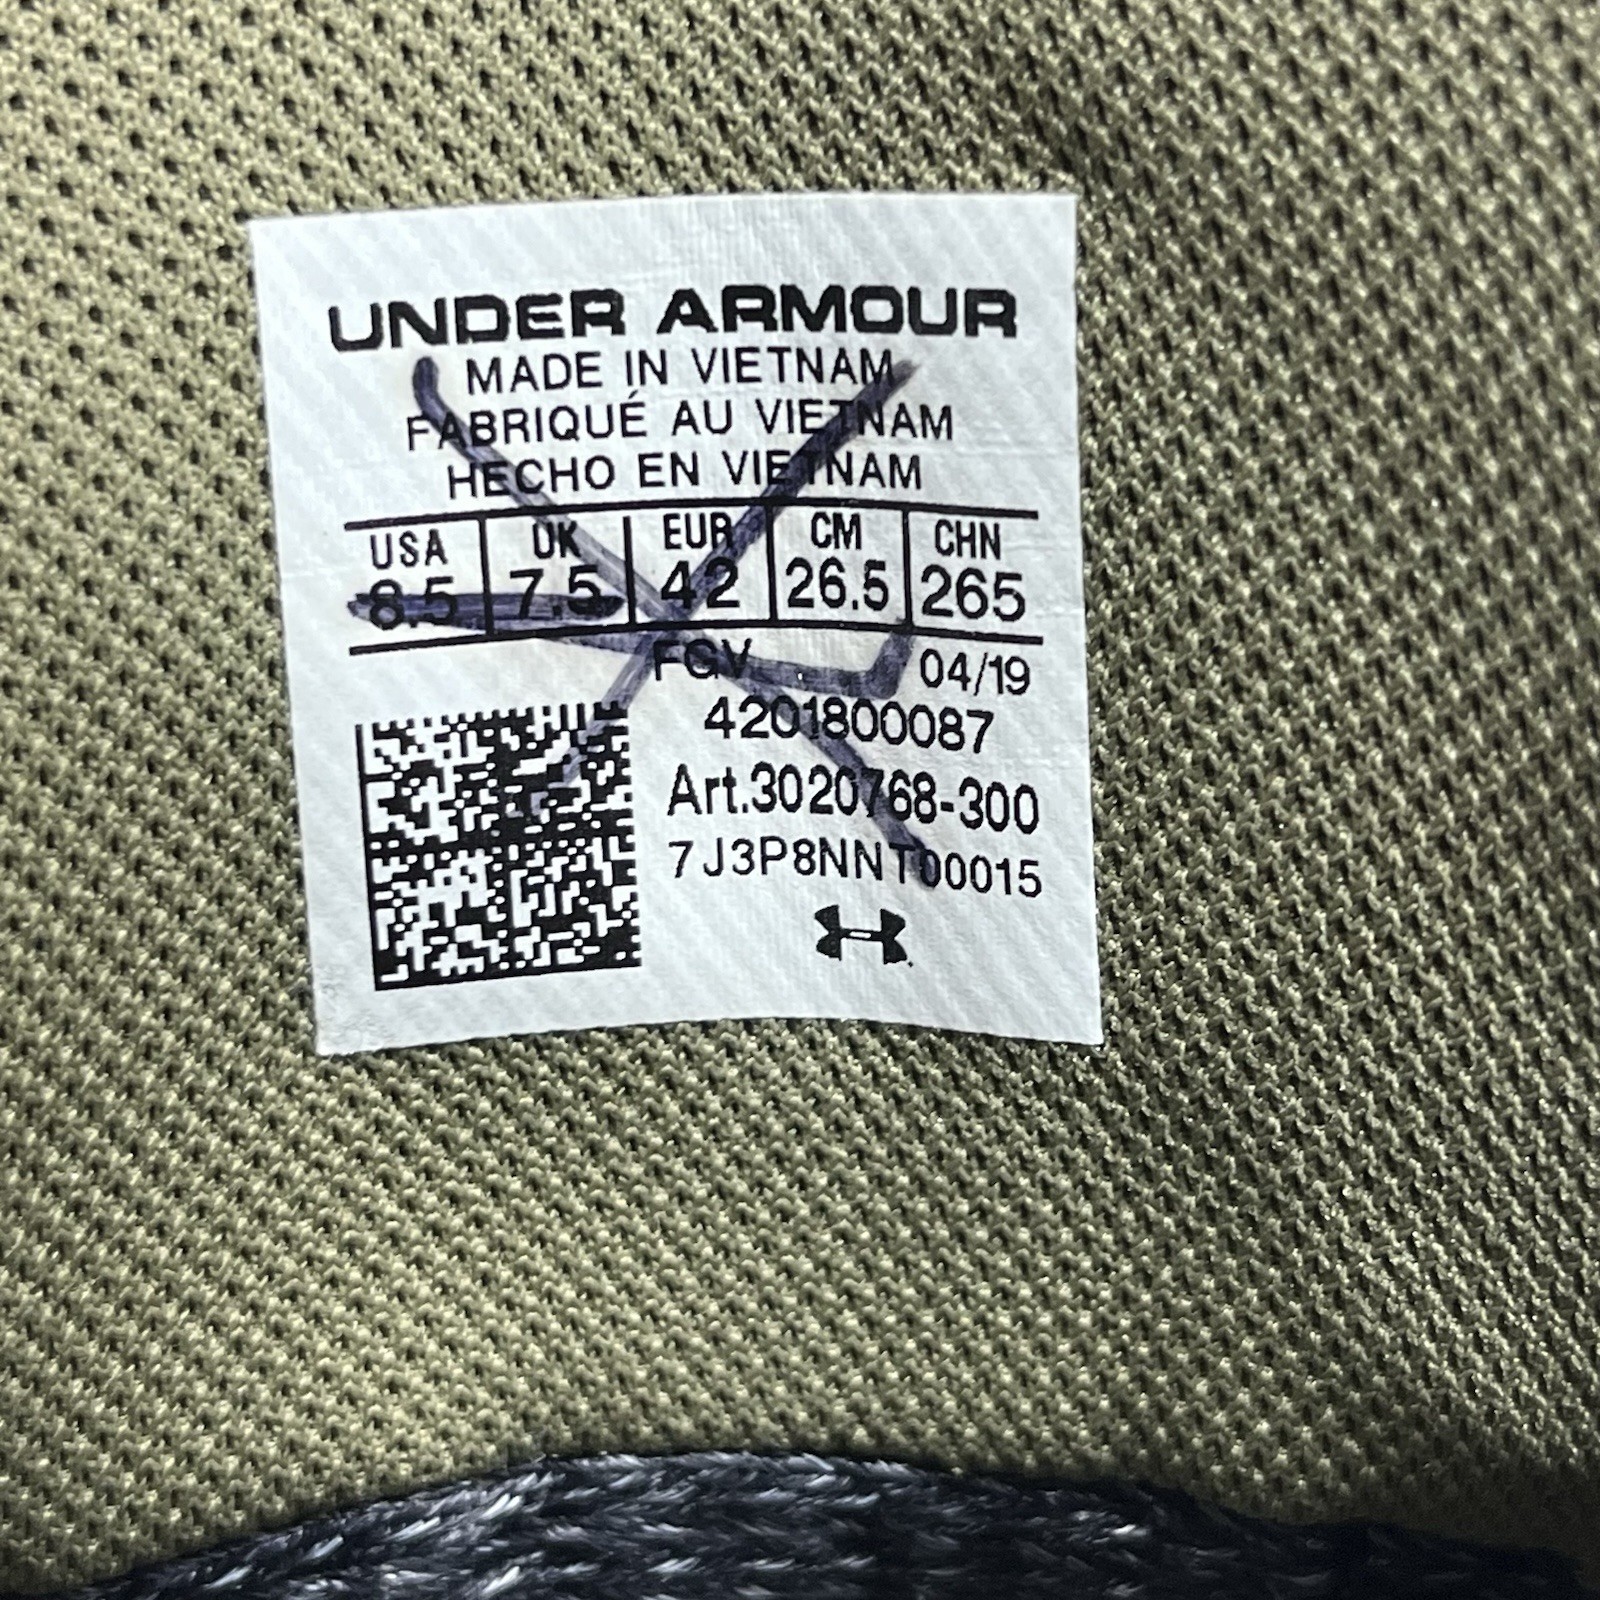 UNDER ARMOUR
MADE IN VIETNAM
FABRIQUÉ AU VIETNAM
HECHO EN VIETNAM
USA UK EUR CM CHN
8.5 7.5 42 26.5 265
FGV 04/19
4201800087
Art.3020768-300
7J3P8NNT00015